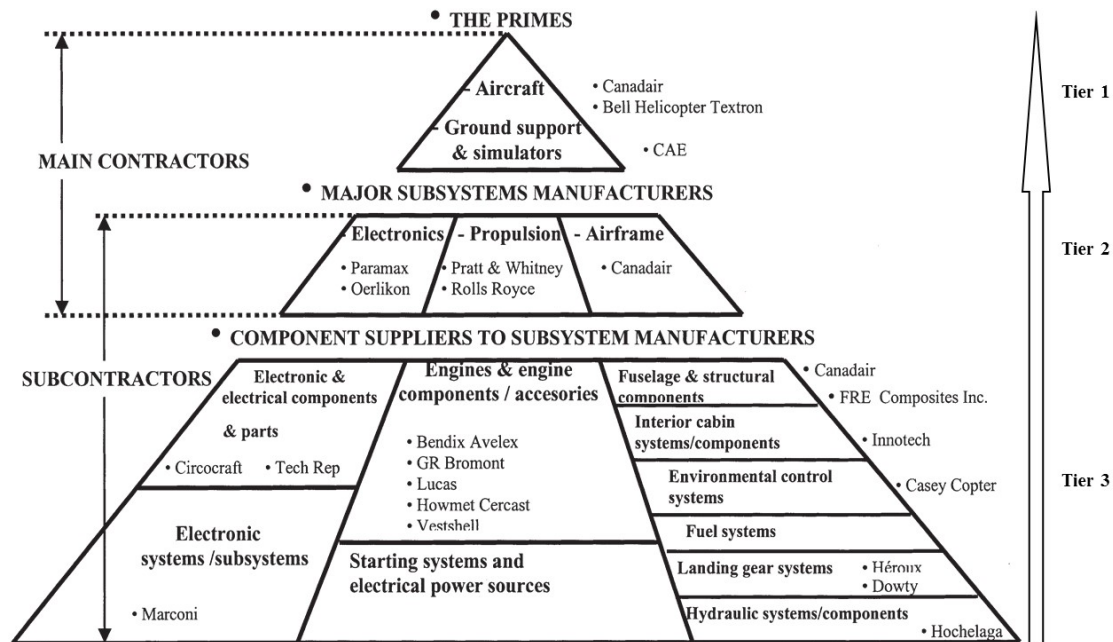 • THE PRIMES
- Aircraft
- Ground support
& simulators
• Canadair
• Bell Helicopter Textron
• CAE
Tier 1
MAIN CONTRACTORS
• MAJOR SUBSYSTEMS MANUFACTURERS
- Electronics
• Paramax
• Oerlikon
- Propulsion
• Pratt & Whitney
• Rolls Royce
- Airframe
• Canadair
Tier 2
• COMPONENT SUPPLIERS TO SUBSYSTEM MANUFACTURERS
SUBCONTRACTORS
Electronic &
electrical components
& parts
• Circocraft • Tech Rep
Electronic
systems /subsystems
• Marconi
Engines & engine
components / accesories
• Bendix Avelex
• GR Bromont
• Lucas
• Howmet Cercast
• Vestshell
Starting systems and
electrical power sources
Fuselage & structural
components
Interior cabin
systems/components
Environmental control
systems
Fuel systems
Landing gear systems
• Héroux
• Dowty
Hydraulic systems/components
• Hochelaga
• Canadair
• FRE Composites Inc.
• Innotech
• Casey Copter
Tier 3